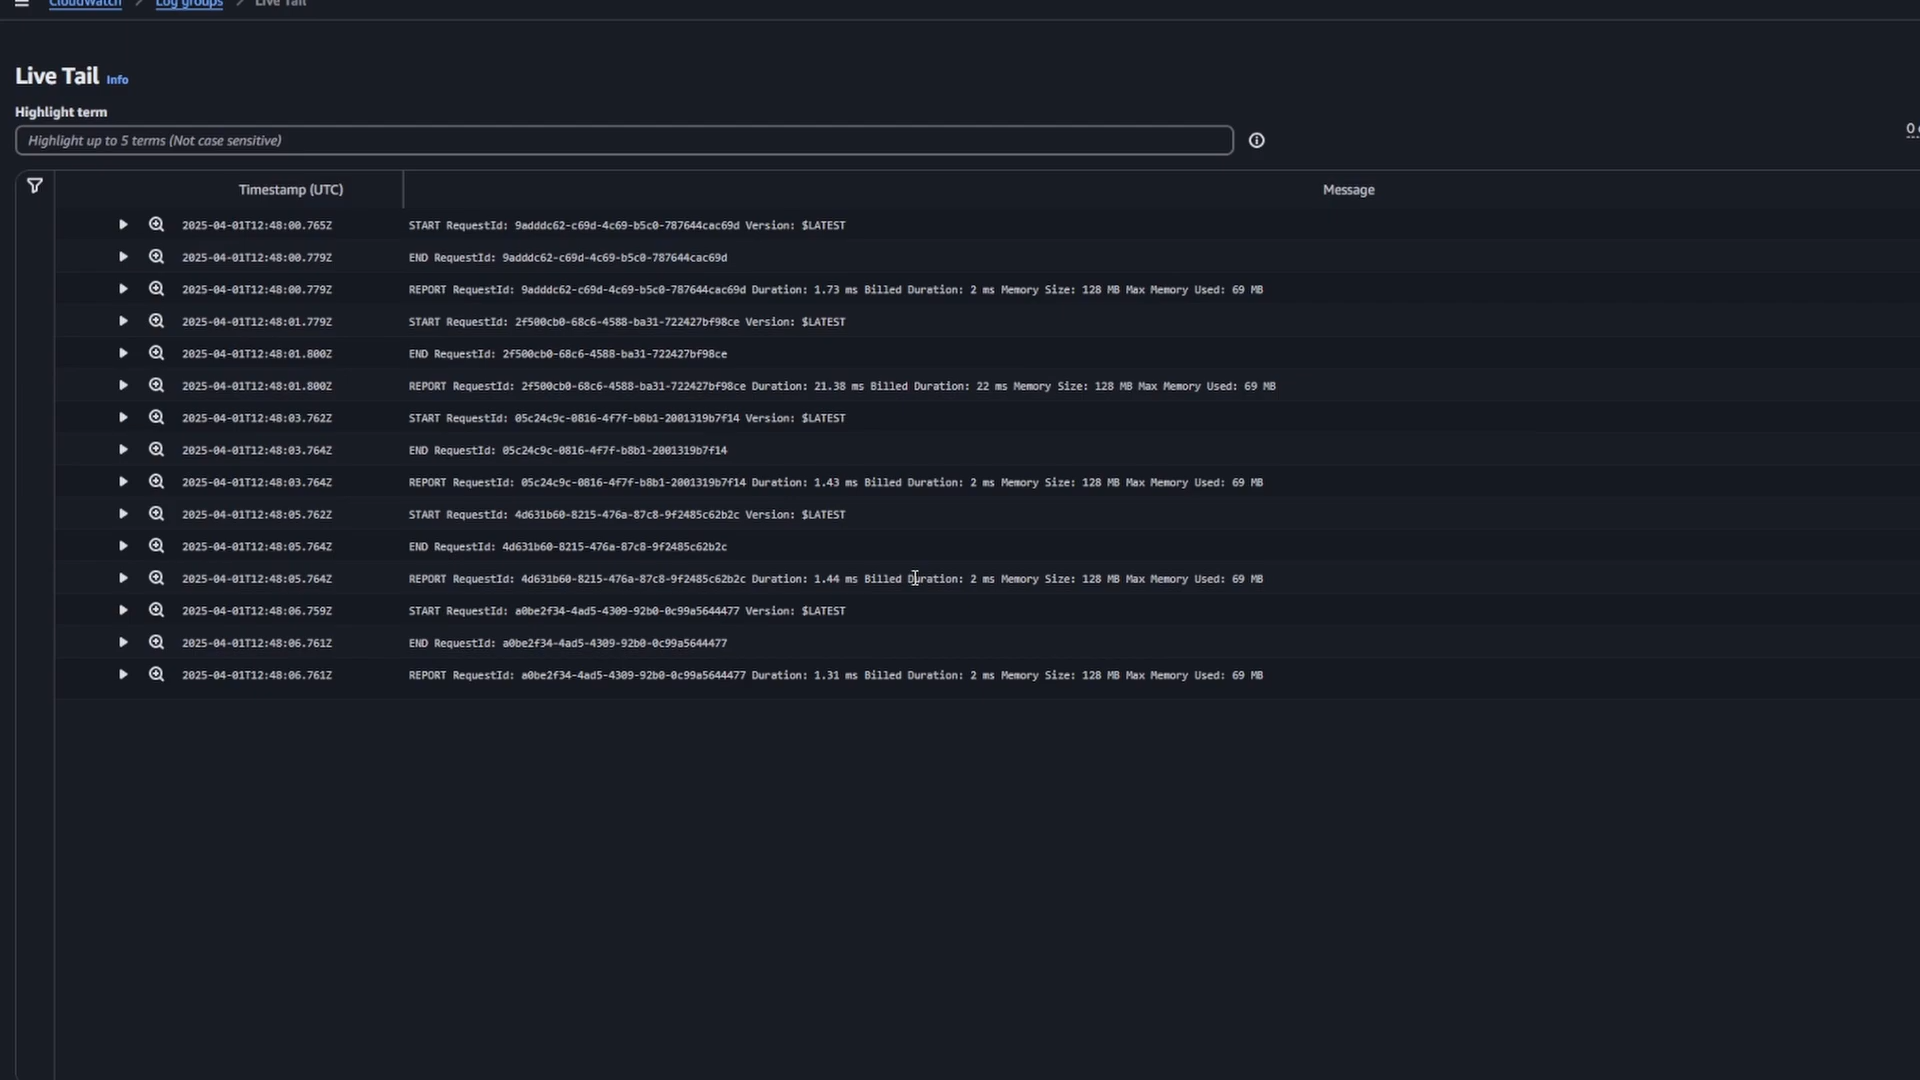 CloudWatch / Log groups / Live Tail
Live Tail Info
Highlight term
Highlight up to 5 terms (Not case sensitive)
0
Timestamp (UTC) Message
2025-04-01T12:48:00.765Z START RequestId: 9adddc62-c69d-4c69-b5c0-787644cac69d Version: $LATEST
2025-04-01T12:48:00.779Z END RequestId: 9adddc62-c69d-4c69-b5c0-787644cac69d
2025-04-01T12:48:00.779Z REPORT RequestId: 9adddc62-c69d-4c69-b5c0-787644cac69d Duration: 1.73 ms Billed Duration: 2 ms Memory Size: 128 MB Max Memory Used: 69 MB
2025-04-01T12:48:01.779Z START RequestId: 2f500cb0-68c6-4588-ba31-722427bf98ce Version: $LATEST
2025-04-01T12:48:01.800Z END RequestId: 2f500cb0-68c6-4588-ba31-722427bf98ce
2025-04-01T12:48:01.800Z REPORT RequestId: 2f500cb0-68c6-4588-ba31-722427bf98ce Duration: 21.38 ms Billed Duration: 22 ms Memory Size: 128 MB Max Memory Used: 69 MB
2025-04-01T12:48:03.762Z START RequestId: 05c24c9c-0816-4f7f-b8b1-2001319b7f14 Version: $LATEST
2025-04-01T12:48:03.764Z END RequestId: 05c24c9c-0816-4f7f-b8b1-2001319b7f14
2025-04-01T12:48:03.764Z REPORT RequestId: 05c24c9c-0816-4f7f-b8b1-2001319b7f14 Duration: 1.43 ms Billed Duration: 2 ms Memory Size: 128 MB Max Memory Used: 69 MB
2025-04-01T12:48:05.762Z START RequestId: 4d631b60-8215-476a-87c8-9f2485c62b2c Version: $LATEST
2025-04-01T12:48:05.764Z END RequestId: 4d631b60-8215-476a-87c8-9f2485c62b2c
2025-04-01T12:48:05.764Z REPORT RequestId: 4d631b60-8215-476a-87c8-9f2485c62b2c Duration: 1.44 ms Billed Duration: 2 ms Memory Size: 128 MB Max Memory Used: 69 MB
2025-04-01T12:48:06.759Z START RequestId: a0be2f34-4ad5-4309-92b0-0c99a5644477 Version: $LATEST
2025-04-01T12:48:06.761Z END RequestId: a0be2f34-4ad5-4309-92b0-0c99a5644477
2025-04-01T12:48:06.761Z REPORT RequestId: a0be2f34-4ad5-4309-92b0-0c99a5644477 Duration: 1.31 ms Billed Duration: 2 ms Memory Size: 128 MB Max Memory Used: 69 MB